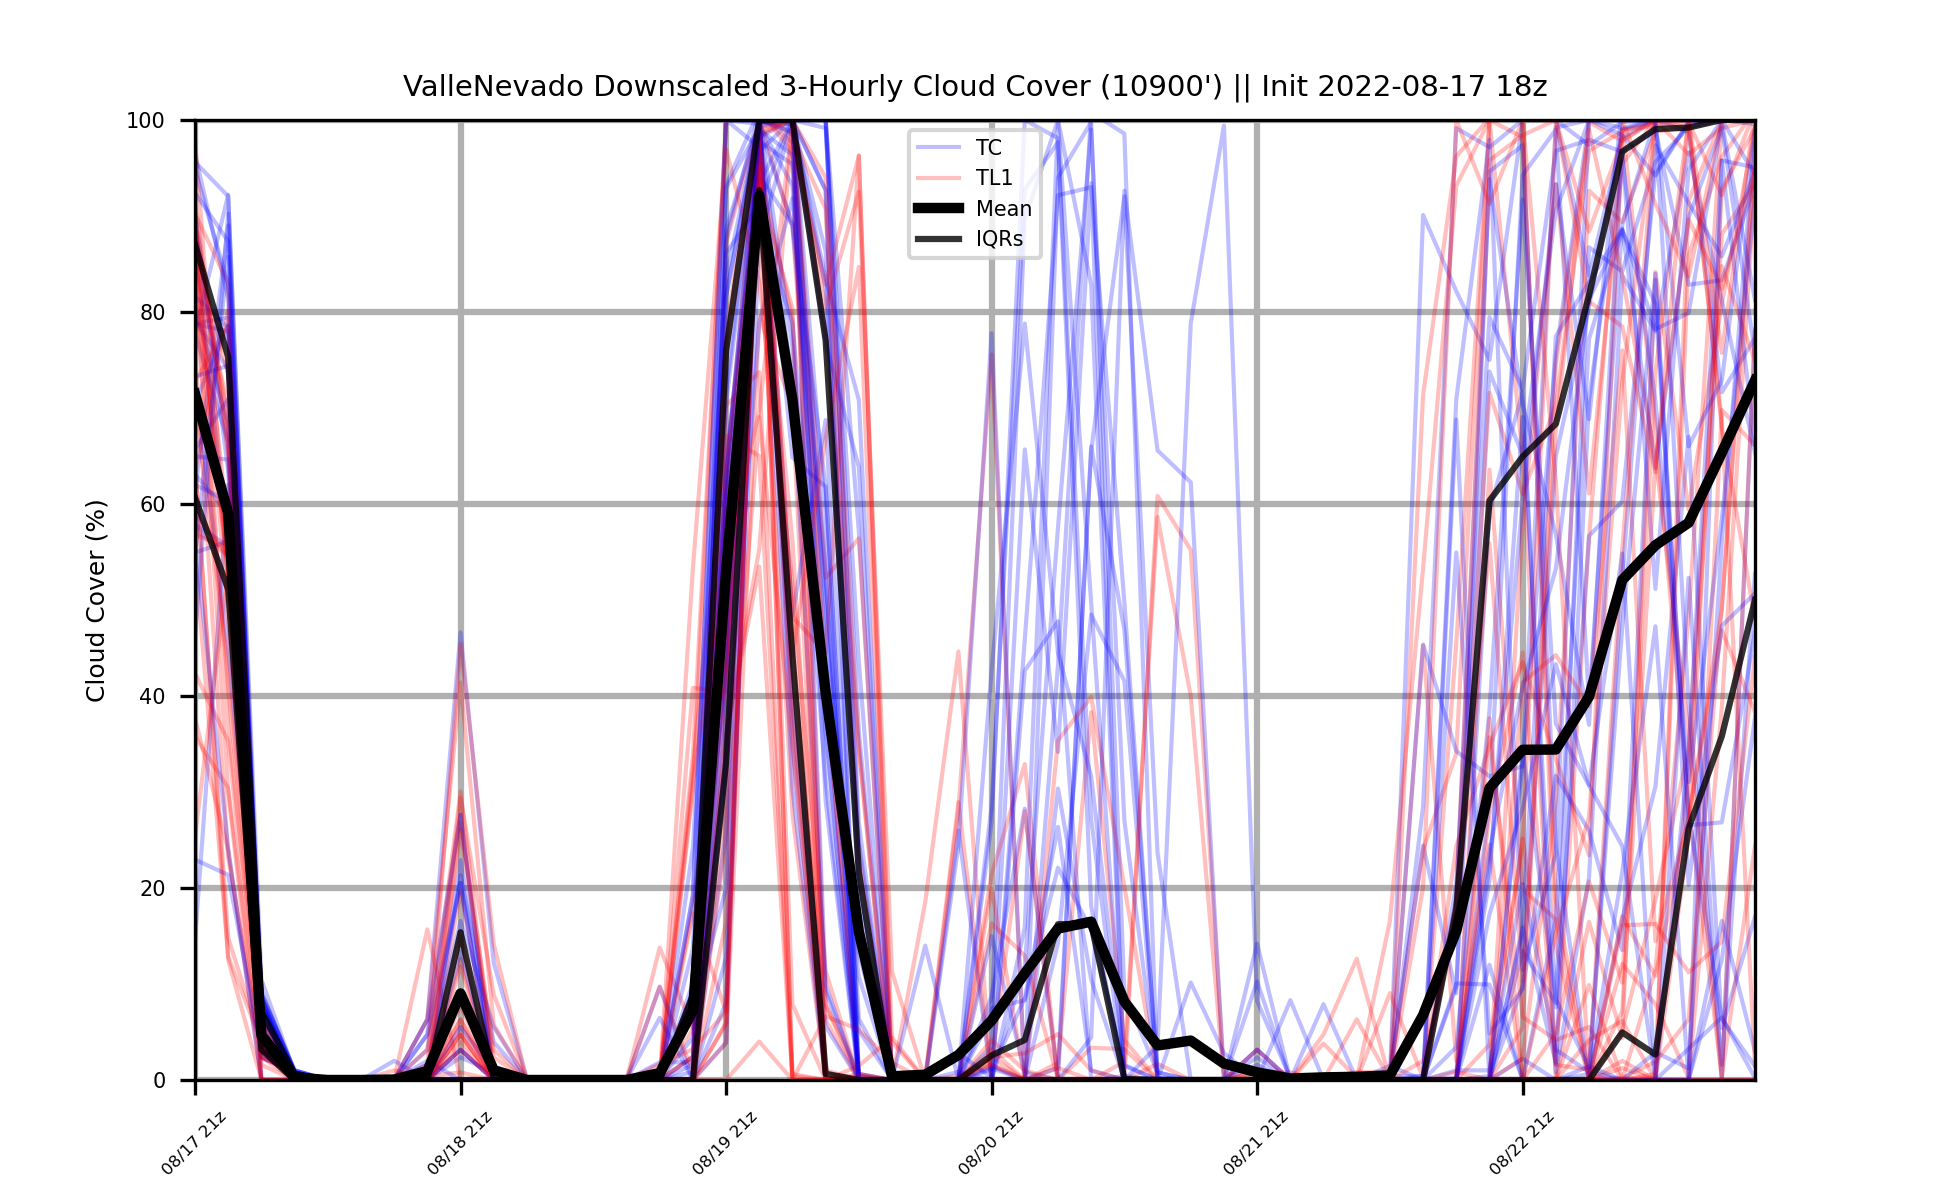 ValleNevado Downscaled 3-Hourly Cloud Cover (10900') || Init 2022-08-17 18z
TC
TL1
Mean
IQRs
Cloud Cover (%)
100
80
60
40
20
0
08/17 21z
08/18 21z
08/19 21z
08/20 21z
08/21 21z
08/22 21z